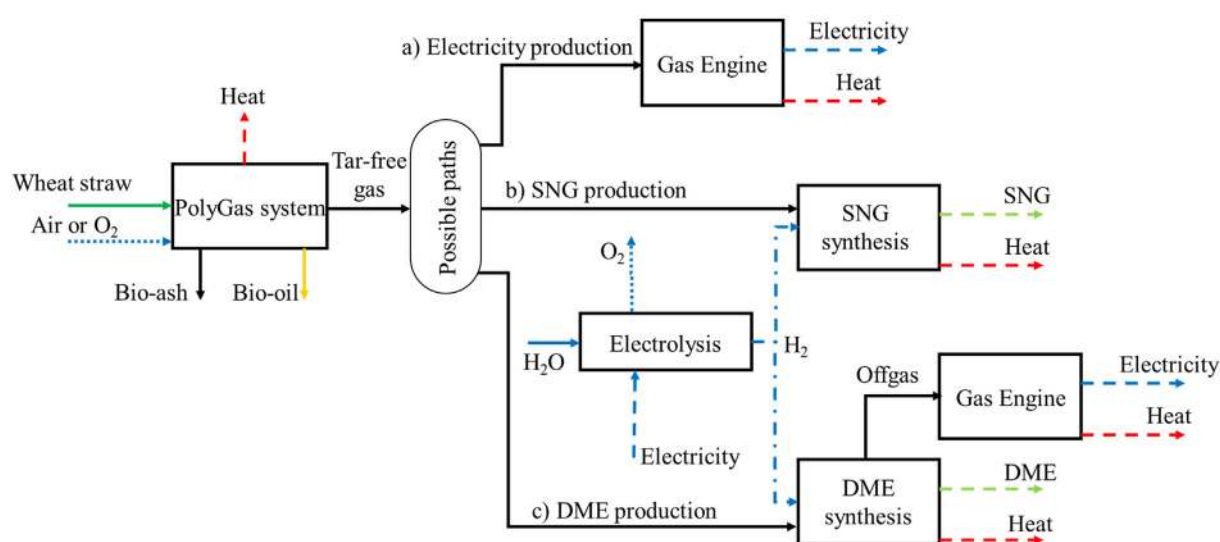 a) Electricity production
Gas Engine
Electricity
Heat
Heat
Wheat straw
Air or O₂
PolyGas system
Tar-free
gas
Bio-ash
Bio-oil
Possible paths
b) SNG production
SNG
synthesis
SNG
Heat
O₂
H₂O
Electrolysis
H₂
Electricity
Offgas
Gas Engine
Electricity
Heat
c) DME production
DME
synthesis
DME
Heat